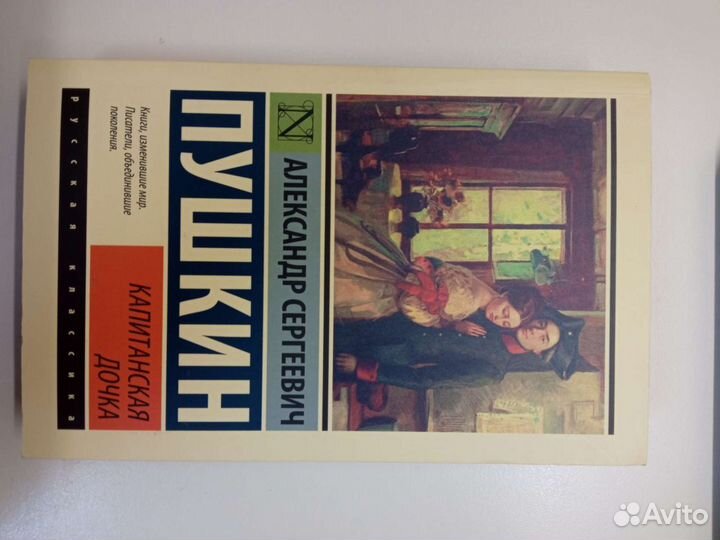 АЛЕКСАНДР СЕРГЕЕВИЧ
ПУШКИН
Книги, изменившие мир.
Писатели, объединившие
поколения.
КАПИТАНСКАЯ
ДОЧКА
РУССКАЯ КЛАССИКА
Avito